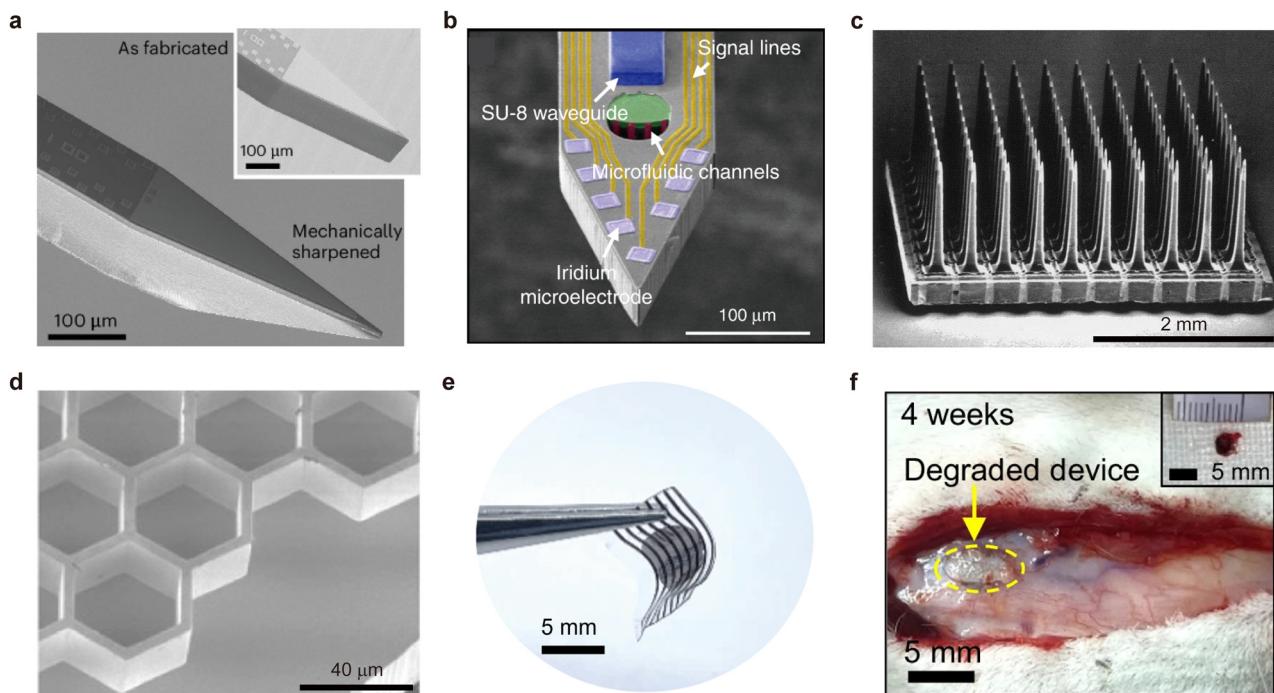 a
As fabricated
100 μm
Mechanically
sharpened
100 μm
b
Signal lines
SU-8 waveguide
Microfluidic channels
Iridium
microelectrode
100 μm
c
2 mm
d
40 μm
e
5 mm
f
4 weeks
Degraded device
5 mm
5 mm